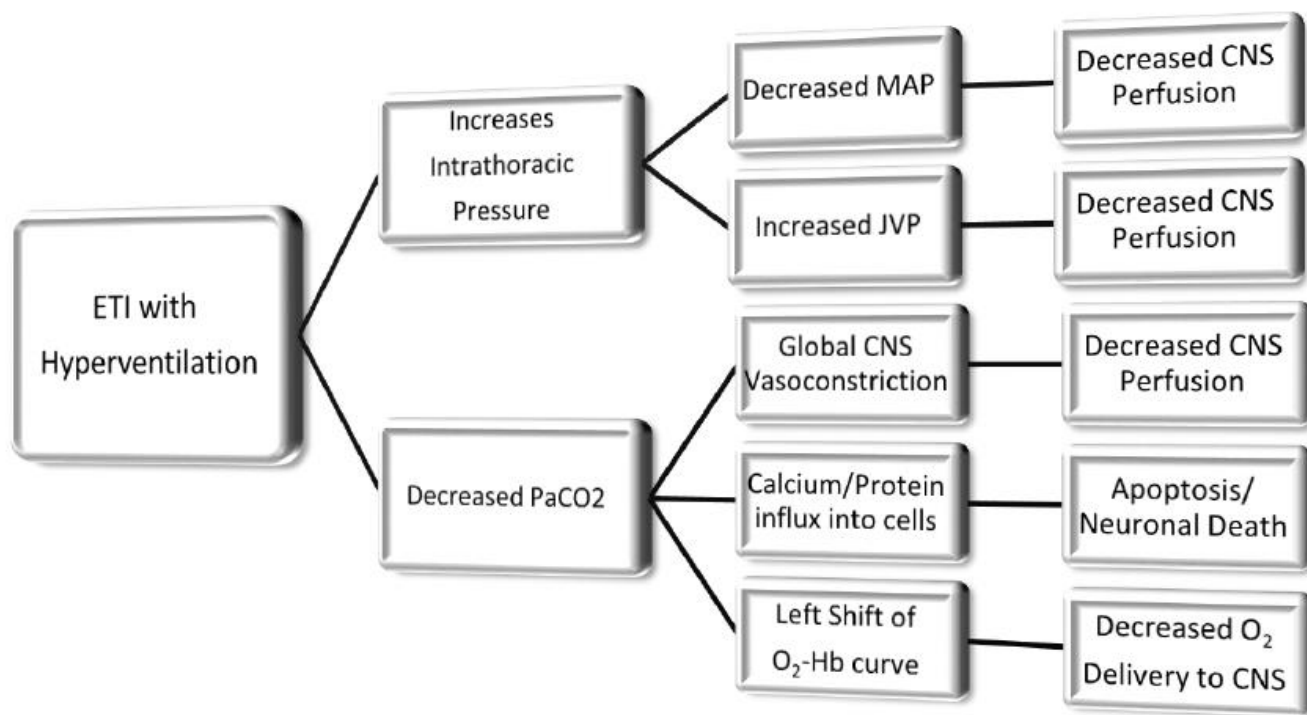 ETI with
Hyperventilation
Increases
Intrathoracic
Pressure
Decreased PaCO2
Decreased MAP
Increased JVP
Global CNS
Vasoconstriction
Calcium/Protein
influx into cells
Left Shift of
O₂-Hb curve
Decreased CNS
Perfusion
Decreased CNS
Perfusion
Decreased CNS
Perfusion
Apoptosis/
Neuronal Death
Decreased O₂
Delivery to CNS